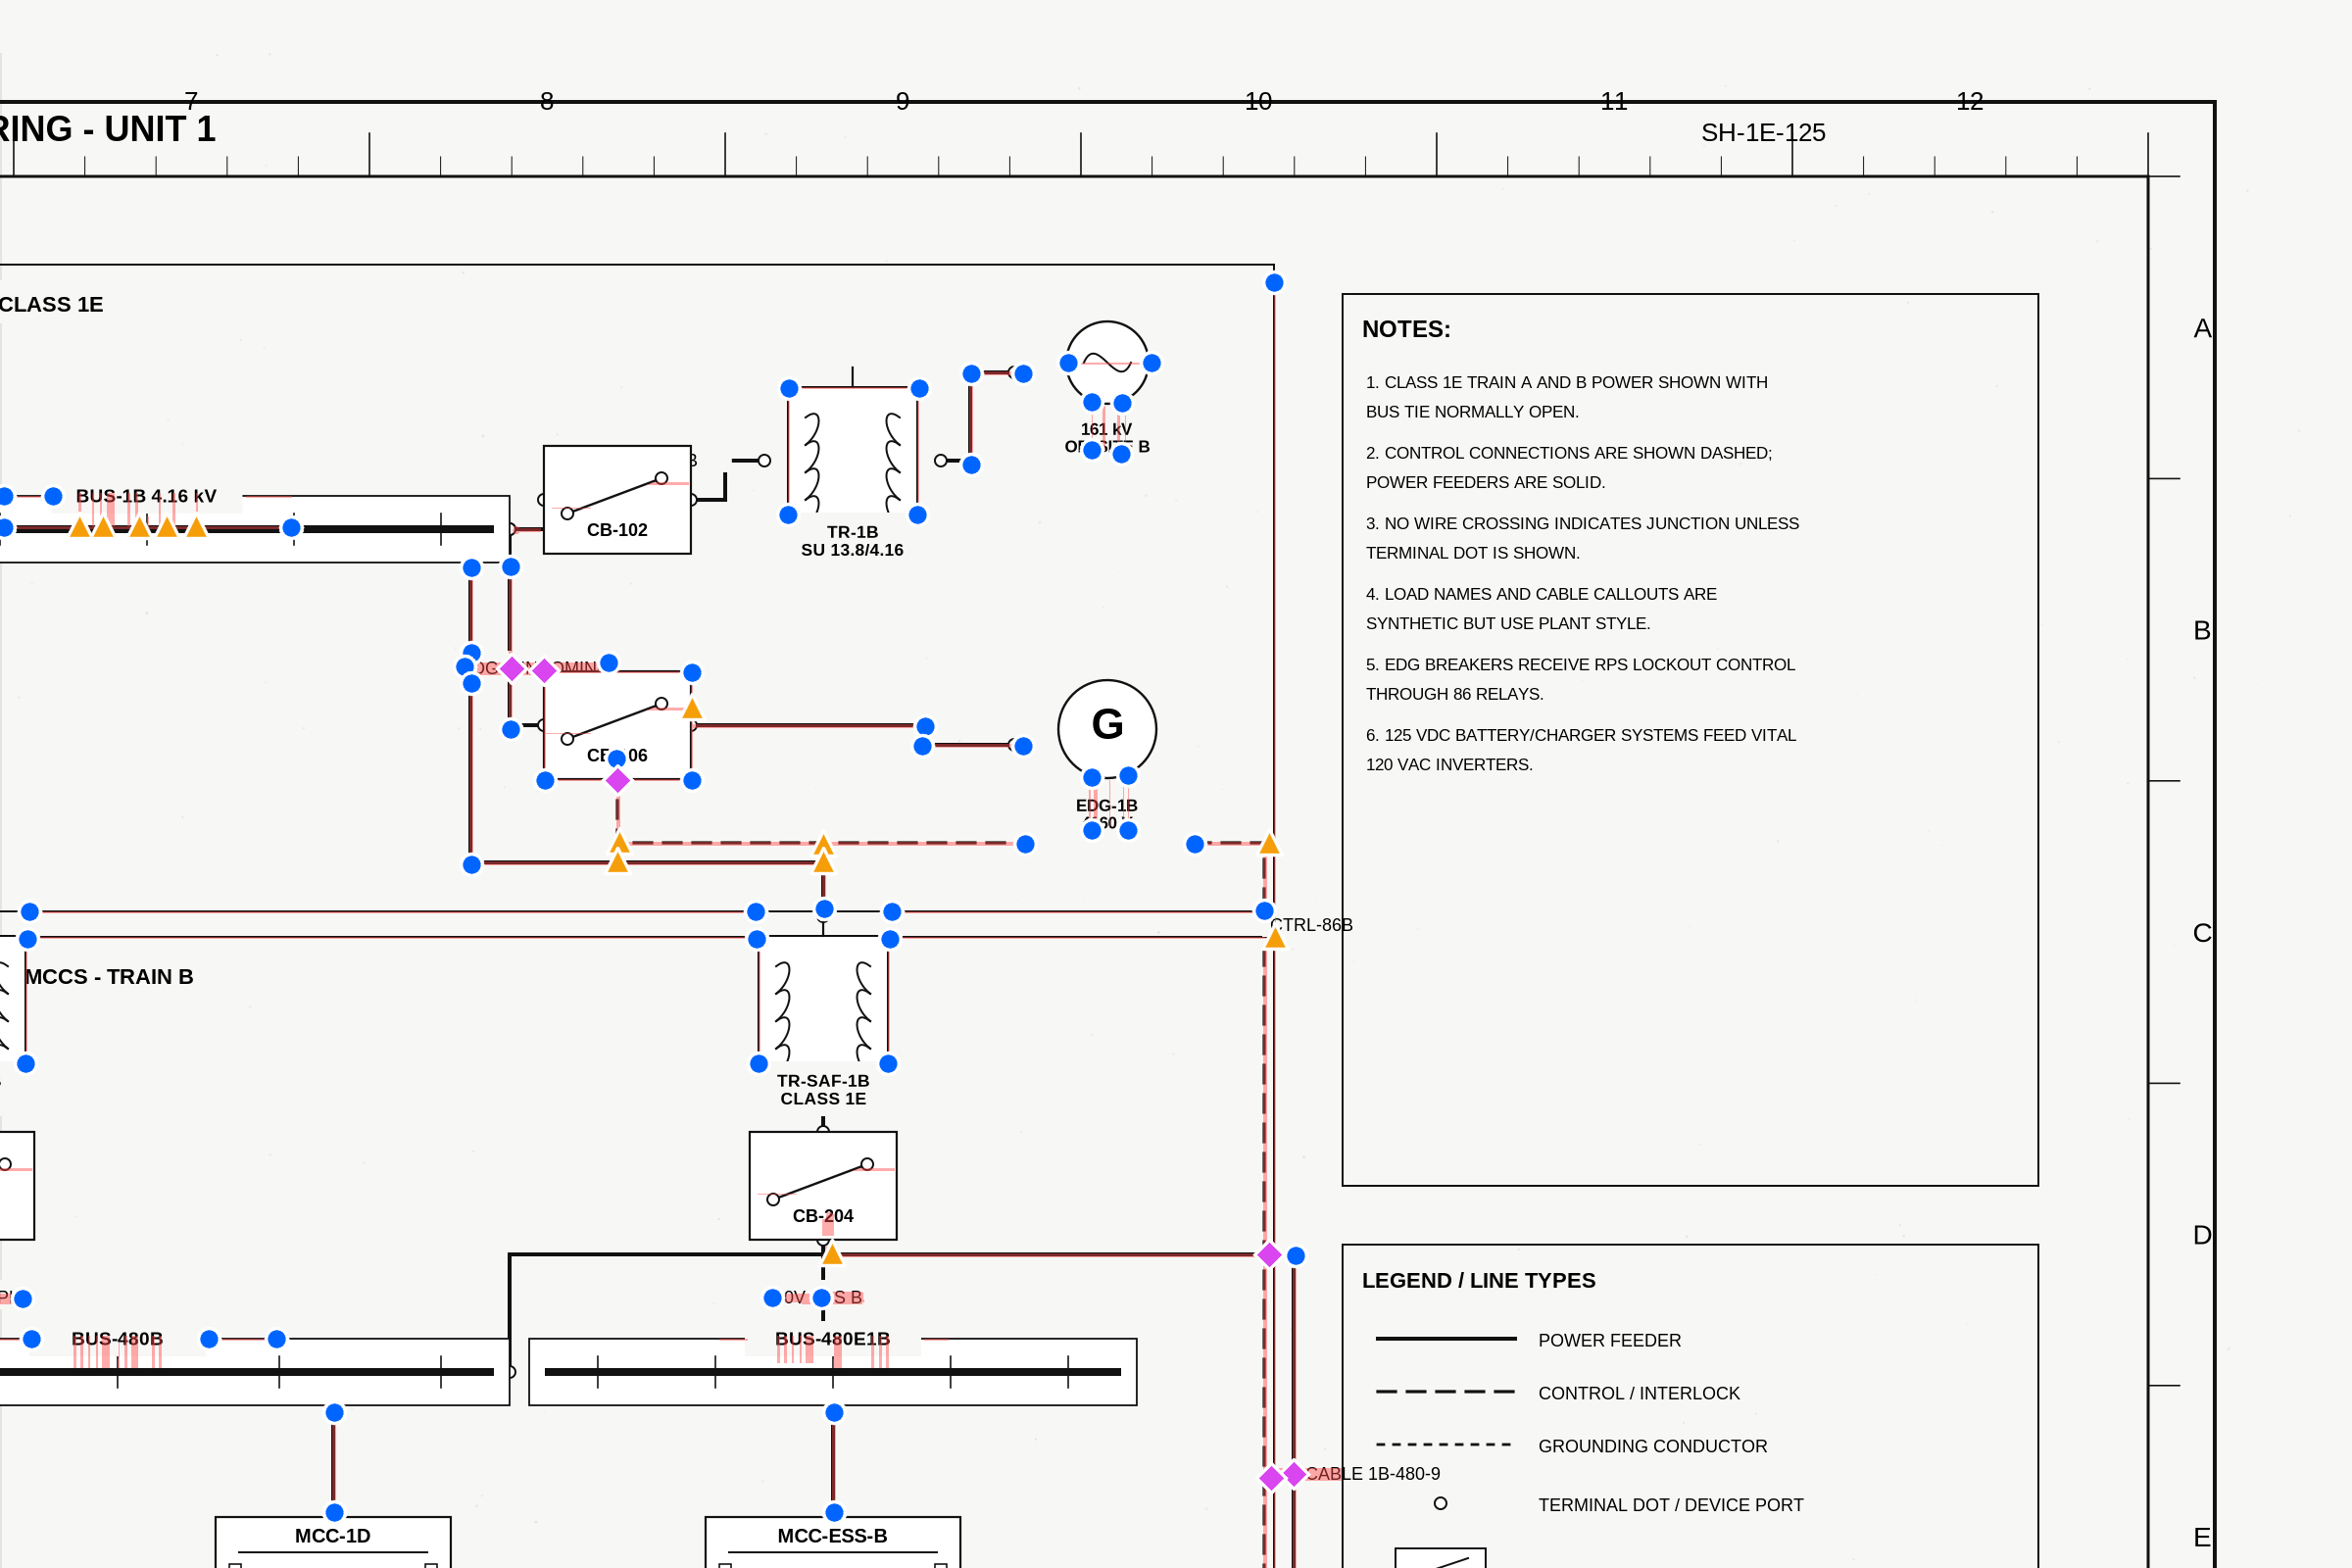 7 8 9 10 11 12
RING - UNIT 1
SH-1E-125
CLASS 1E
NOTES:
A
1. CLASS 1E TRAIN A AND B POWER SHOWN WITH
BUS TIE NORMALLY OPEN.
2. CONTROL CONNECTIONS ARE SHOWN DASHED;
POWER FEEDERS ARE SOLID.
3. NO WIRE CROSSING INDICATES JUNCTION UNLESS
TERMINAL DOT IS SHOWN.
4. LOAD NAMES AND CABLE CALLOUTS ARE
SYNTHETIC BUT USE PLANT STYLE.
5. EDG BREAKERS RECEIVE RPS LOCKOUT CONTROL
THROUGH 86 RELAYS.
6. 125 VDC BATTERY/CHARGER SYSTEMS FEED VITAL
120 VAC INVERTERS.
161 kV
B
BUS-1B 4.16 kV
CB-102
TR-1B
SU 13.8/4.16
B
G
EDG-1B
CTRL-86B
C
MCCS - TRAIN B
TR-SAF-1B
CLASS 1E
CB-204
D
LEGEND / LINE TYPES
BUS-480B
BUS-480E1B
POWER FEEDER
CONTROL / INTERLOCK
GROUNDING CONDUCTOR
CABLE 1B-480-9
TERMINAL DOT / DEVICE PORT
MCC-1D
MCC-ESS-B
E